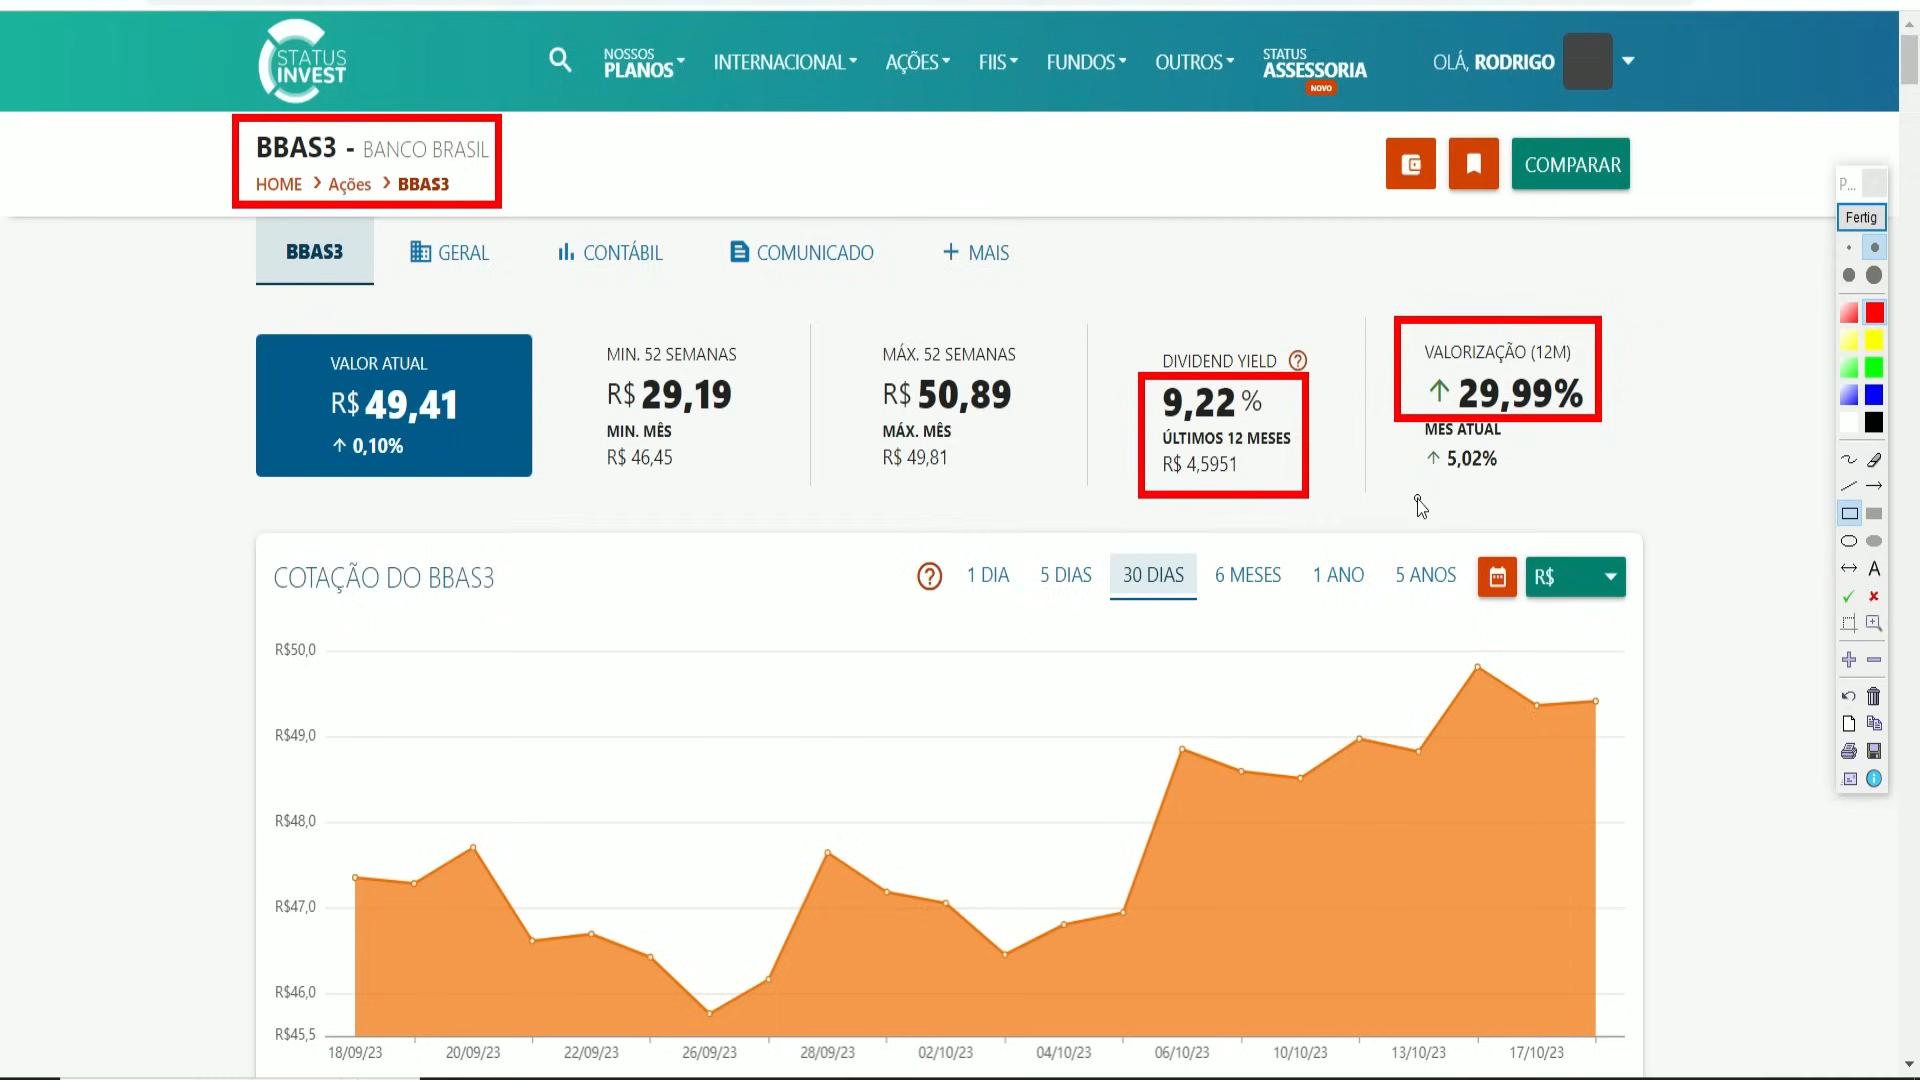 STATUS
INVEST
NOSSOS
PLANOS
INTERNACIONAL
AÇÕES
FIIS
FUNDOS
OUTROS
STATUS
ASSESSORIA
NOVO
OLÁ, RODRIGO
BBAS3 - BANCO BRASIL
HOME > Ações > BBAS3
COMPARAR
P...
Fertig
BBAS3
GERAL
CONTÁBIL
COMUNICADO
+ MAIS
VALOR ATUAL
R$ 49,41
↑ 0,10%
MIN. 52 SEMANAS
R$ 29,19
MIN. MÊS
R$ 46,45
MÁX. 52 SEMANAS
R$ 50,89
MÁX. MÊS
R$ 49,81
DIVIDEND YIELD ?
9,22 %
ÚLTIMOS 12 MESES
R$ 4,5951
VALORIZAÇÃO (12M)
↑ 29,99%
MES ATUAL
↑ 5,02%
COTAÇÃO DO BBAS3
?
1 DIA
5 DIAS
30 DIAS
6 MESES
1 ANO
5 ANOS
R$
A
R$50,0
R$49,0
R$48,0
R$47,0
R$46,0
R$45,5
18/09/23
20/09/23
22/09/23
26/09/23
28/09/23
02/10/23
04/10/23
06/10/23
10/10/23
13/10/23
17/10/23